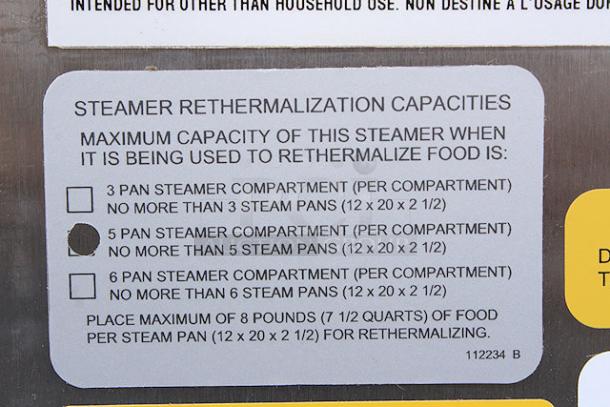 INTENDED FOR OTHER THAN HOUSEHOLD USE. NON DESTINÉ À L'USAGE
STEAMER RETHERMALIZATION CAPACITIES
MAXIMUM CAPACITY OF THIS STEAMER WHEN
IT IS BEING USED TO RETHERMALIZE FOOD IS:
3 PAN STEAMER COMPARTMENT (PER COMPARTMENT)
NO MORE THAN 3 STEAM PANS (12 x 20 x 2 1/2)
5 PAN STEAMER COMPARTMENT (PER COMPARTMENT)
NO MORE THAN 5 STEAM PANS (12 x 20 x 2 1/2)
6 PAN STEAMER COMPARTMENT (PER COMPARTMENT)
NO MORE THAN 6 STEAM PANS (12 x 20 x 2 1/2)
PLACE MAXIMUM OF 8 POUNDS (7 1/2 QUARTS) OF FOOD
PER STEAM PAN (12 x 20 x 2 1/2) FOR RETHERMALIZING.
112234 B